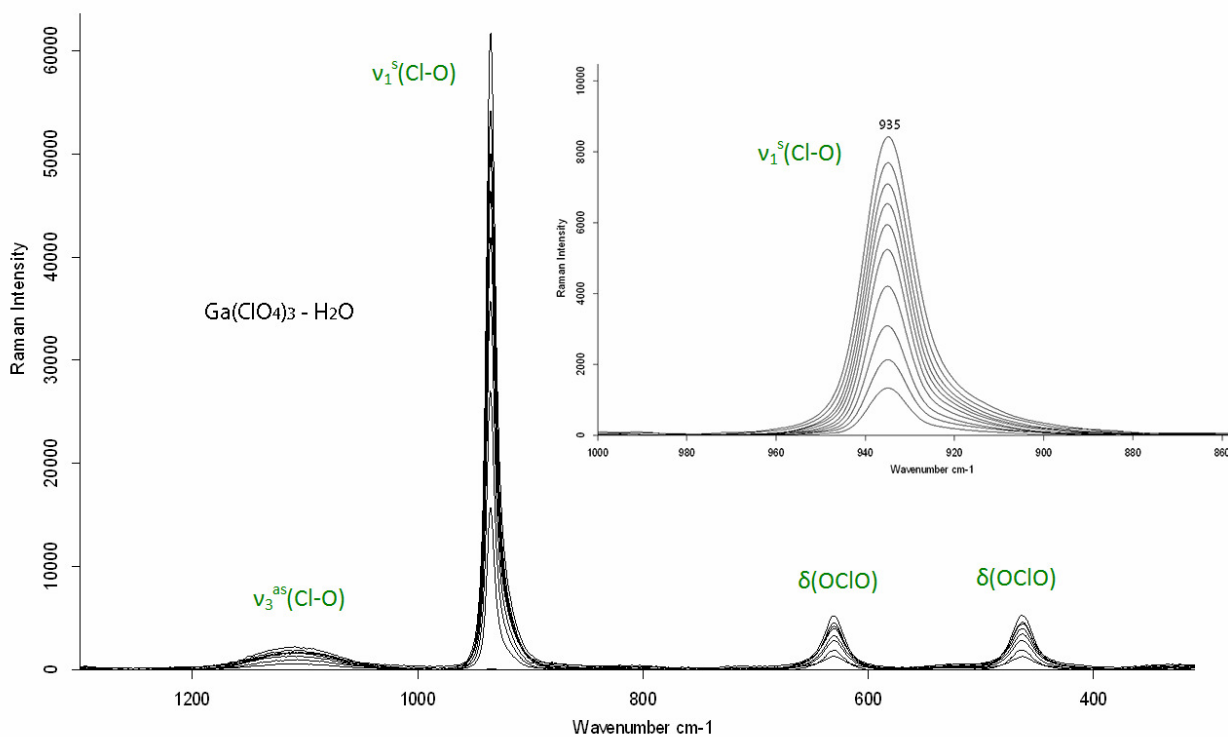 ν₁ˢ(Cl-O)
Ga(ClO₄)₃ - H₂O
ν₃ᵃˢ(Cl-O)
δ(OClO)
δ(OClO)
Raman Intensity
60000
50000
40000
30000
20000
10000
0
1200
1000
800
600
400
Wavenumber cm-1
935
ν₁ˢ(Cl-O)
Raman Intensity
10000
8000
6000
4000
2000
0
1000
980
960
940
920
900
880
860
Wavenumber cm-1